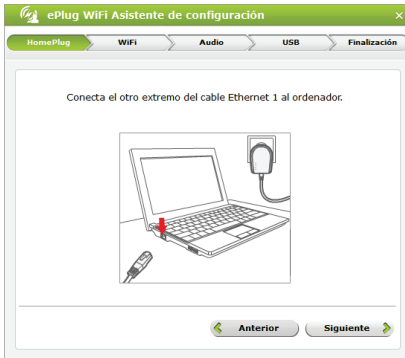 ePlug WiFi Asistente de configuración
HomePlug WiFi Audio USB Finalización
Conecta el otro extremo del cable Ethernet 1 al ordenador.
Anterior Siguiente